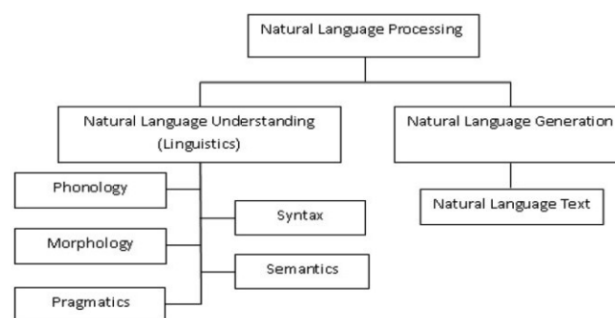 Natural Language Processing
Natural Language Understanding
(Linguistics)
Natural Language Generation
Phonology
Natural Language Text
Syntax
Morphology
Semantics
Pragmatics